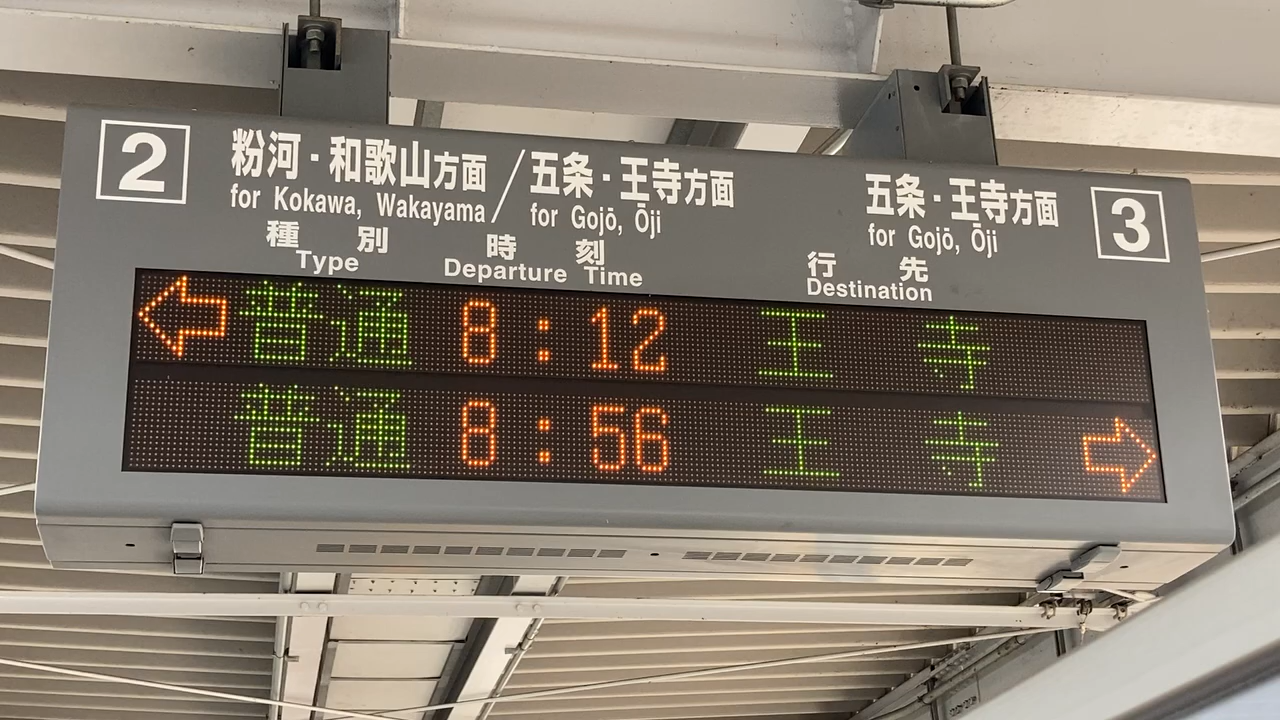 2 粉河・和歌山方面/五条・王寺方面 五条・王寺方面 3
for Kokawa, Wakayama for Gojō, Ōji for Gojō, Ōji
種別 時刻 行先
Type Departure Time Destination
普通 8:12 王寺
普通 8:56 王寺